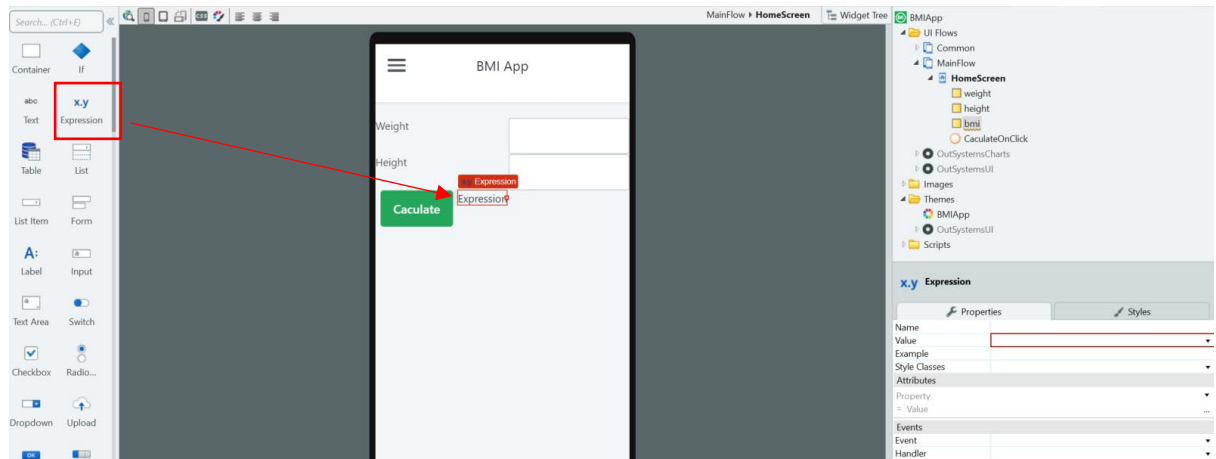 Search... (Ctrl+E)
«
Container
If
abc
Text
x.y
Expression
Table
List
List Item
Form
A:
Label
Input
Text Area
Switch
Checkbox
Radio...
Dropdown
Upload
OK
CSS
MainFlow ▸ HomeScreen
Widget Tree
BMI App
Weight
Height
x.y Expression
Expression
Caculate
BMIApp
UI Flows
Common
MainFlow
HomeScreen
weight
height
bmi
CaculateOnClick
OutSystemsCharts
OutSystemsUI
Images
Themes
BMIApp
OutSystemsUI
Scripts
x.y Expression
Properties
Styles
Name
Value
Example
Style Classes
Attributes
Property
= Value
...
Events
Event
Handler